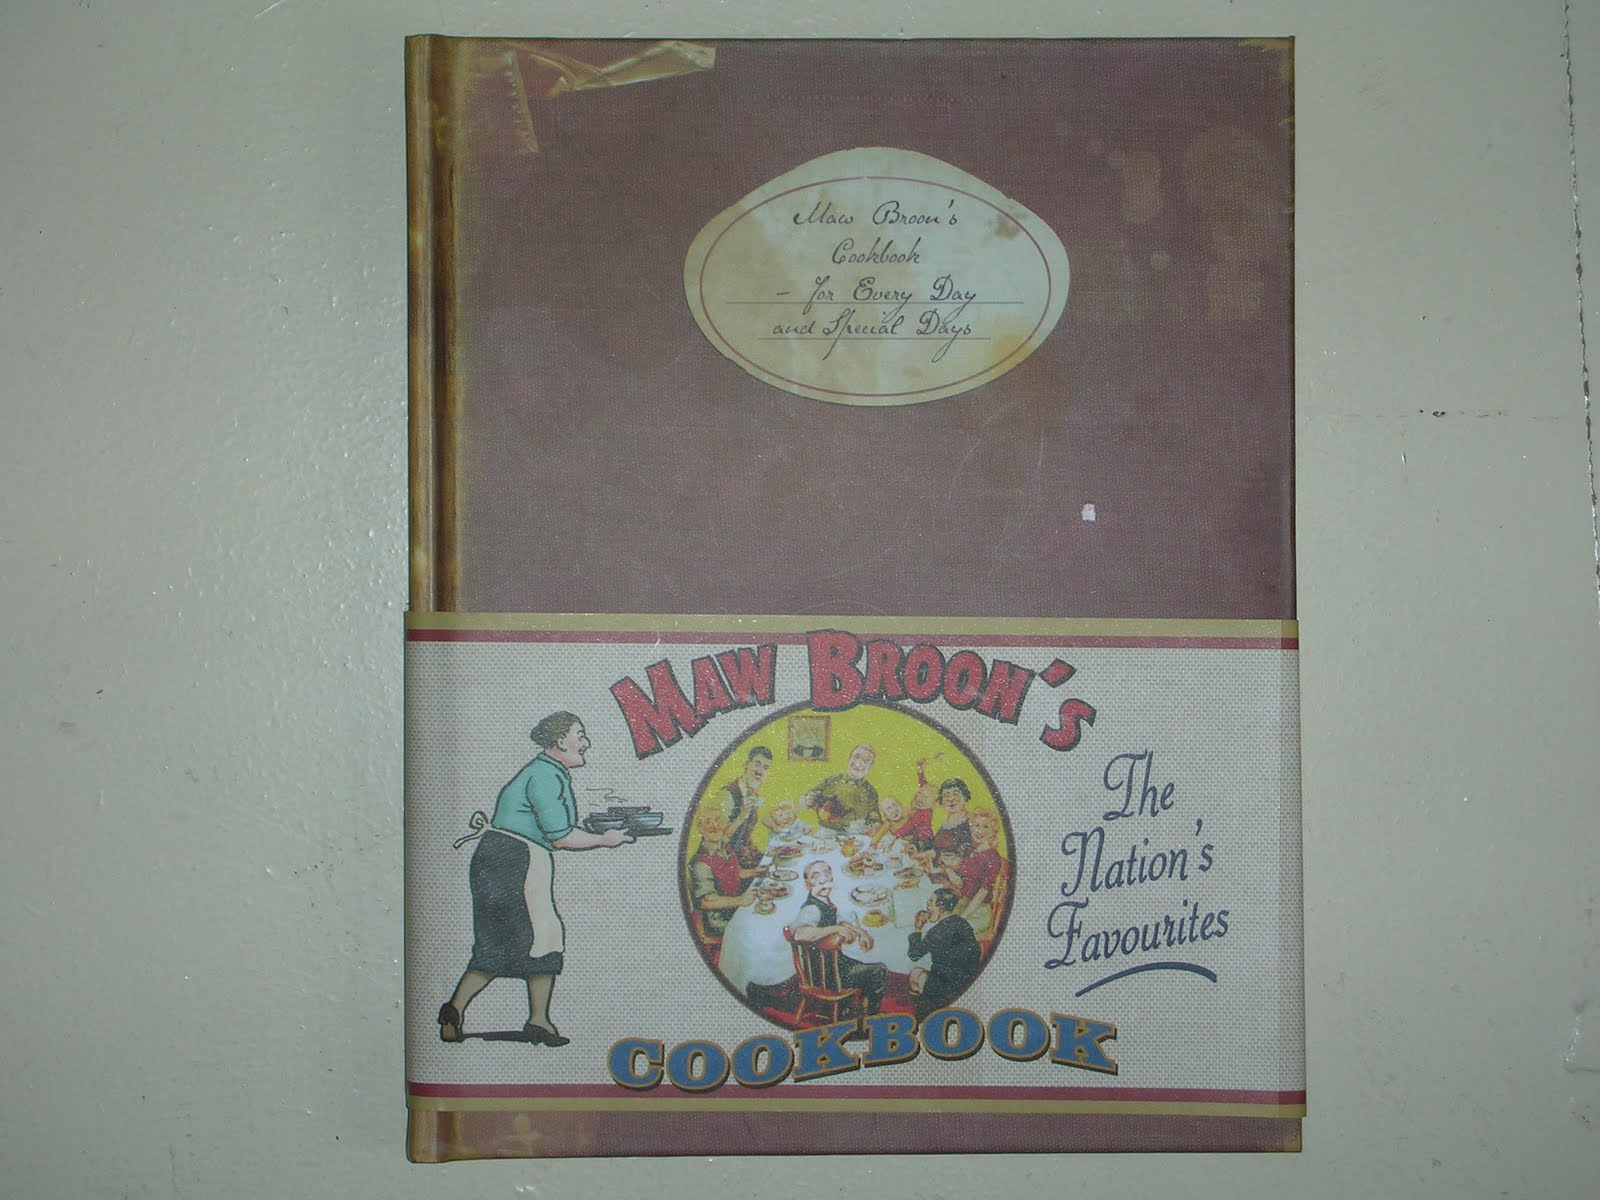 Maw Broon's
Cookbook
- for Every Day
and Special Days
MAW BROON'S
The
Nation's
Favourites
COOKBOOK